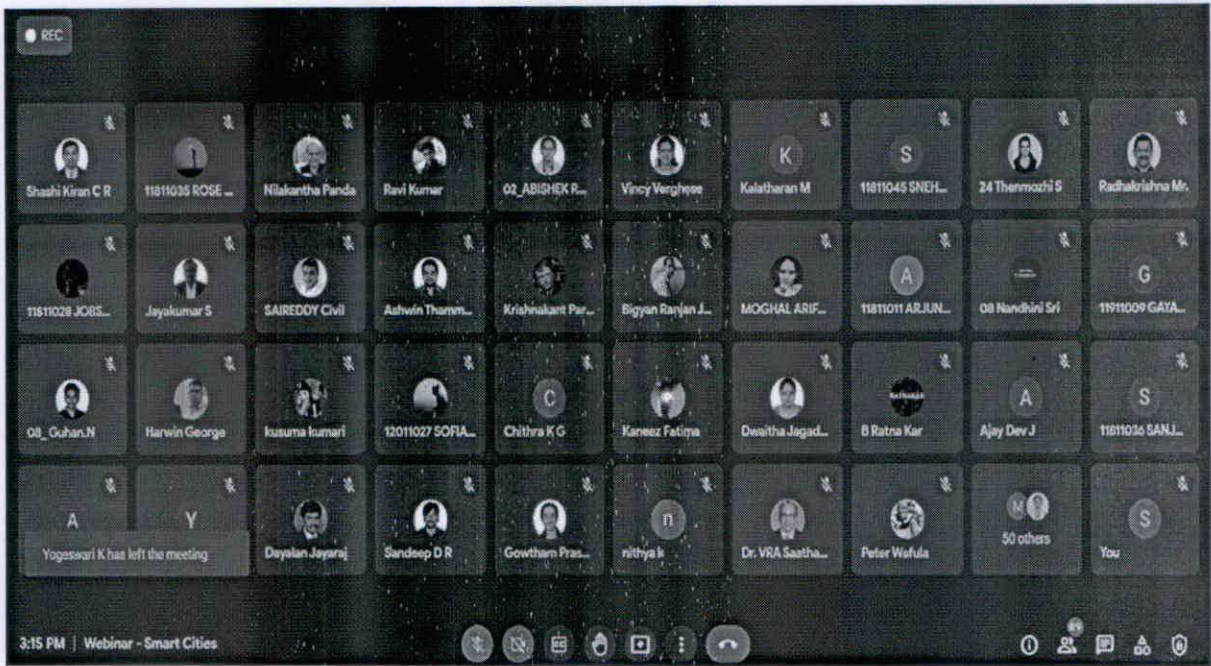 REC
Shashi Kiran C R
11811035 ROSE ...
Nilakantha Panda
Ravi Kumar
02_ABISHEK R...
Vincy Verghese
K
Kalatharan M
S
11811045 SNEH...
24 Thenmozhi S
Radhakrishna Mr.
11811028 JOBS...
Jayakumar S
SAIREDDY Civil
Ashwin Thamm...
Krishnakant Par...
Bigyan Ranjan J...
MOGHAL ARIF...
A
11811011 ARJUN...
08 Nandhini Sri
G
11911009 GAYA...
08_Guhan.N
Harwin George
kusuma kumari
12011027 SOFIA...
C
Chithra K G
Kaneez Fatima
Dwaitha Jagad...
RATNAKAR
B Ratna Kar
A
Ajay Dev J
S
11811036 SANJ...
A
Y
Yogeswari K has left the meeting
Dayalan Jayaraj
Sandeep D R
Gowtham Pras...
n
nithya k
Dr. VRA Saatha...
Peter Wafula
M
50 others
S
You
3:15 PM | Webinar - Smart Cities
CC